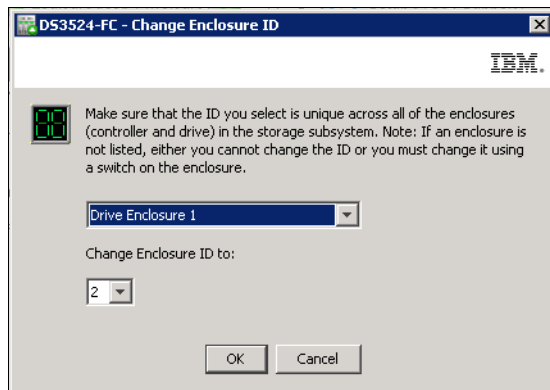 DS3524-FC - Change Enclosure ID
IBM.
Make sure that the ID you select is unique across all of the enclosures
(controller and drive) in the storage subsystem. Note: If an enclosure is
not listed, either you cannot change the ID or you must change it using
a switch on the enclosure.
Drive Enclosure 1
Change Enclosure ID to:
2
OK Cancel